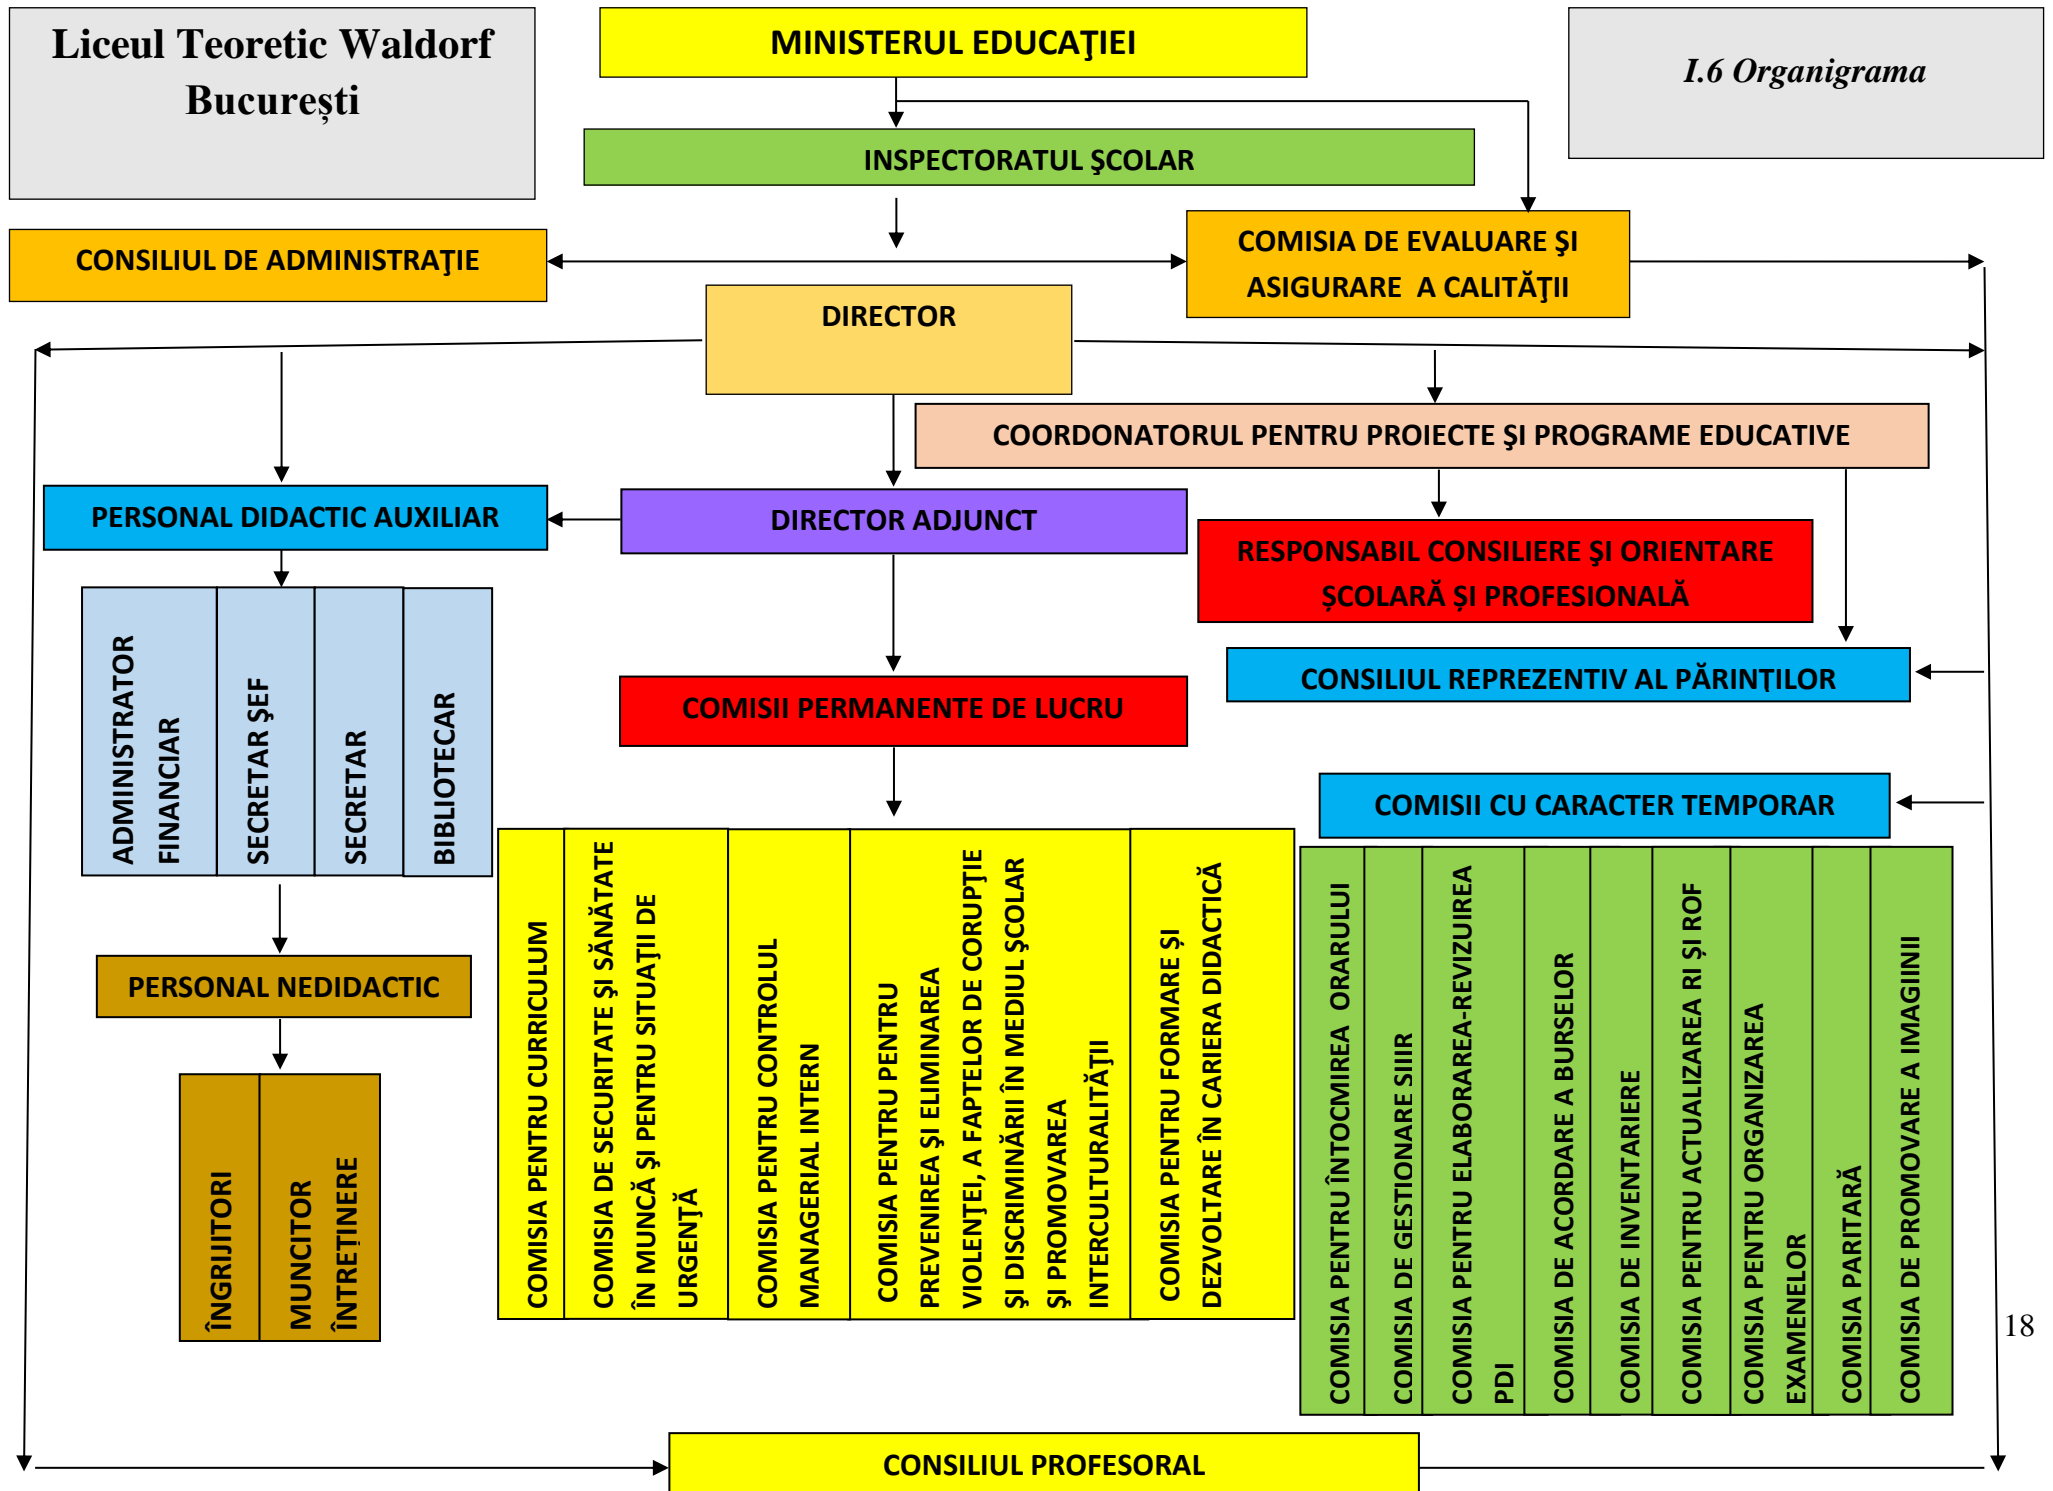 Liceul Teoretic Waldorf
București
MINISTERUL EDUCAŢIEI
I.6 Organigrama
INSPECTORATUL ŞCOLAR
CONSILIUL DE ADMINISTRAŢIE
COMISIA DE EVALUARE ŞI
ASIGURARE A CALITĂŢII
DIRECTOR
COORDONATORUL PENTRU PROIECTE ŞI PROGRAME EDUCATIVE
PERSONAL DIDACTIC AUXILIAR
DIRECTOR ADJUNCT
RESPONSABIL CONSILIERE ŞI ORIENTARE
ȘCOLARĂ ȘI PROFESIONALĂ
CONSILIUL REPREZENTIV AL PĂRINŢILOR
COMISII PERMANENTE DE LUCRU
ADMINISTRATOR
FINANCIAR
SECRETAR ŞEF
SECRETAR
BIBLIOTECAR
COMISII CU CARACTER TEMPORAR
PERSONAL NEDIDACTIC
ÎNGRIJITORI
MUNCITOR
ÎNTREȚINERE
COMISIA PENTRU CURRICULUM
COMISIA DE SECURITATE ŞI SĂNĂTATE
ÎN MUNCĂ ŞI PENTRU SITUAŢII DE
URGENŢĂ
COMISIA PENTRU CONTROLUL
MANAGERIAL INTERN
COMISIA PENTRU PENTRU
PREVENIREA ŞI ELIMINAREA
VIOLENŢEI, A FAPTELOR DE CORUPŢIE
ŞI DISCRIMINĂRII ÎN MEDIUL ŞCOLAR
ŞI PROMOVAREA
INTERCULTURALITĂŢII
COMISIA PENTRU FORMARE ȘI
DEZVOLTARE ÎN CARIERA DIDACTICĂ
COMISIA PENTRU ÎNTOCMIREA ORARULUI
COMISIA DE GESTIONARE SIIIR
COMISIA PENTRU ELABORAREA-REVIZUIREA
PDI
COMISIA DE ACORDARE A BURSELOR
COMISIA DE INVENTARIERE
COMISIA PENTRU ACTUALIZAREA RI ȘI ROF
COMISIA PENTRU ORGANIZAREA
EXAMENELOR
COMISIA PARITARĂ
COMISIA DE PROMOVARE A IMAGINII
18
CONSILIUL PROFESORAL